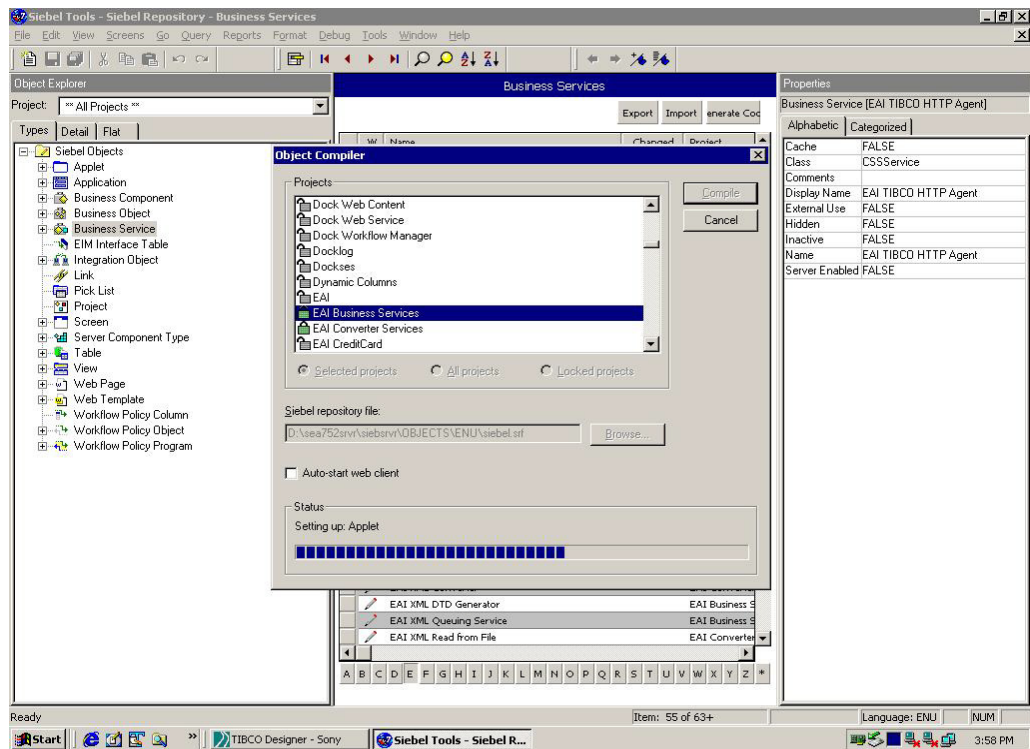 Siebel Tools - Siebel Repository - Business Services
File Edit View Screens Go Query Reports Format Debug Tools Window Help
Object Explorer
Project: ** All Projects **
Types Detail Flat
Siebel Objects
Applet
Application
Business Component
Business Object
Business Service
EIM Interface Table
Integration Object
Link
Pick List
Project
Screen
Server Component Type
Table
View
Web Page
Web Template
Workflow Policy Column
Workflow Policy Object
Workflow Policy Program
Business Services
Export Import enerate Cod
W Name Changed Project
Object Compiler
Projects
Dock Web Content
Dock Web Service
Dock Workflow Manager
Docklog
Dockses
Dynamic Columns
EAI
EAI Business Services
EAI Converter Services
EAI CreditCard
Compile
Cancel
Selected projects All projects Locked projects
Siebel repository file:
D:\sea752srvr\siebsrvr\OBJECTS\ENU\siebel.srf Browse...
Auto-start web client
Status
Setting up: Applet
EAI XML DTD Generator EAI Business S
EAI XML Queuing Service EAI Business S
EAI XML Read from File EAI Converter
A B C D E F G H I J K L M N O P Q R S T U V W X Y Z *
Properties
Business Service [EAI TIBCO HTTP Agent]
Alphabetic Categorized
Cache FALSE
Class CSSService
Comments
Display Name EAI TIBCO HTTP Agent
External Use FALSE
Hidden FALSE
Inactive FALSE
Name EAI TIBCO HTTP Agent
Server Enabled FALSE
Ready Item: 55 of 63+ Language: ENU NUM
Start » TIBCO Designer - Sony Siebel Tools - Siebel R... 3:58 PM